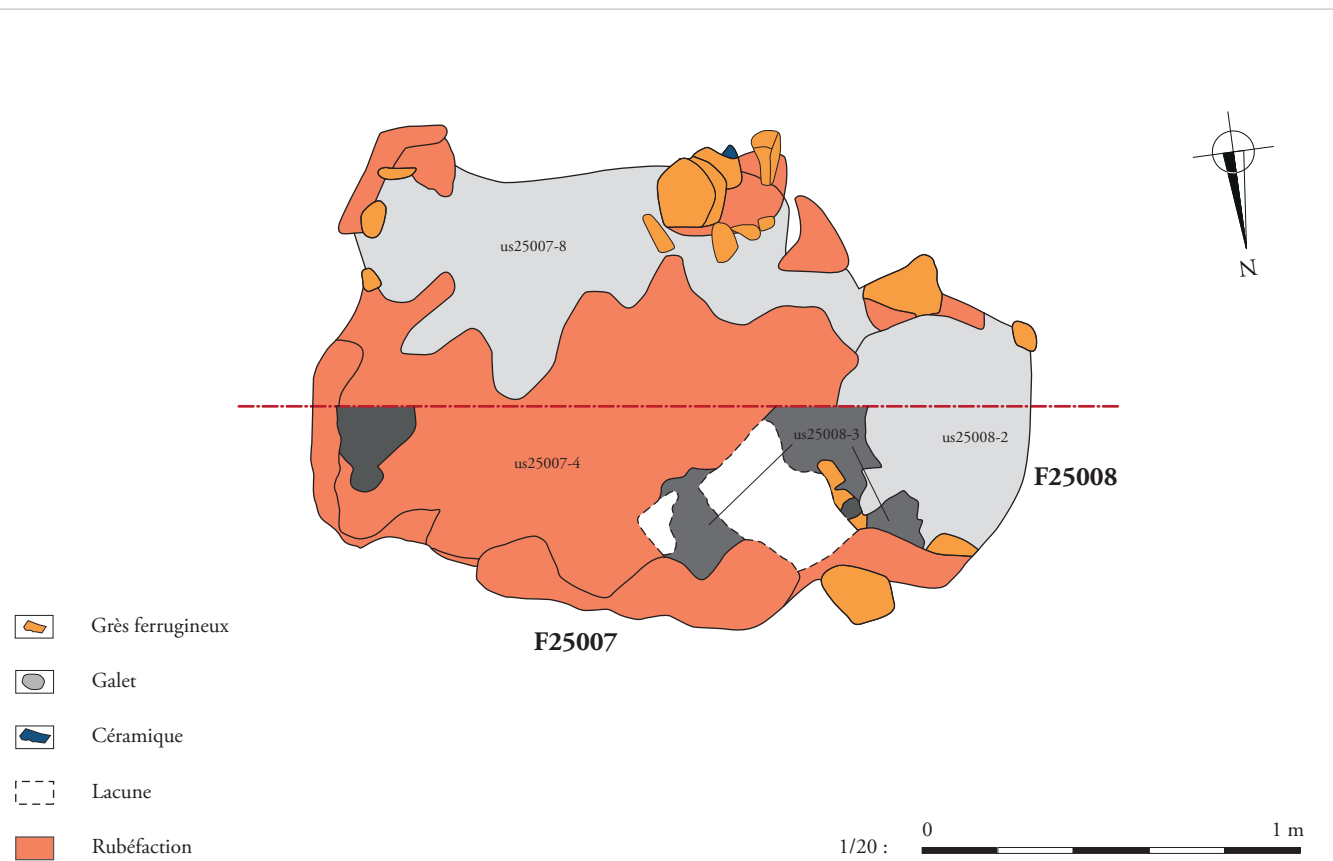 N
us25007-8
us25008-3
us25008-2
us25007-4
F25008
F25007
Grès ferrugineux
Galet
Céramique
Lacune
Rubéfaction
1/20 :
0
1 m